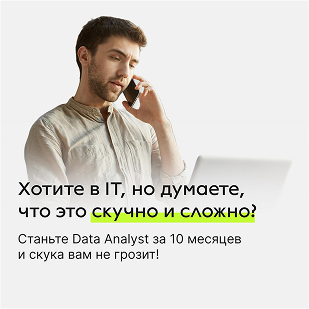 Хотите в IT, но думаете,
что это скучно и сложно?
Станьте Data Analyst за 10 месяцев
и скука вам не грозит!